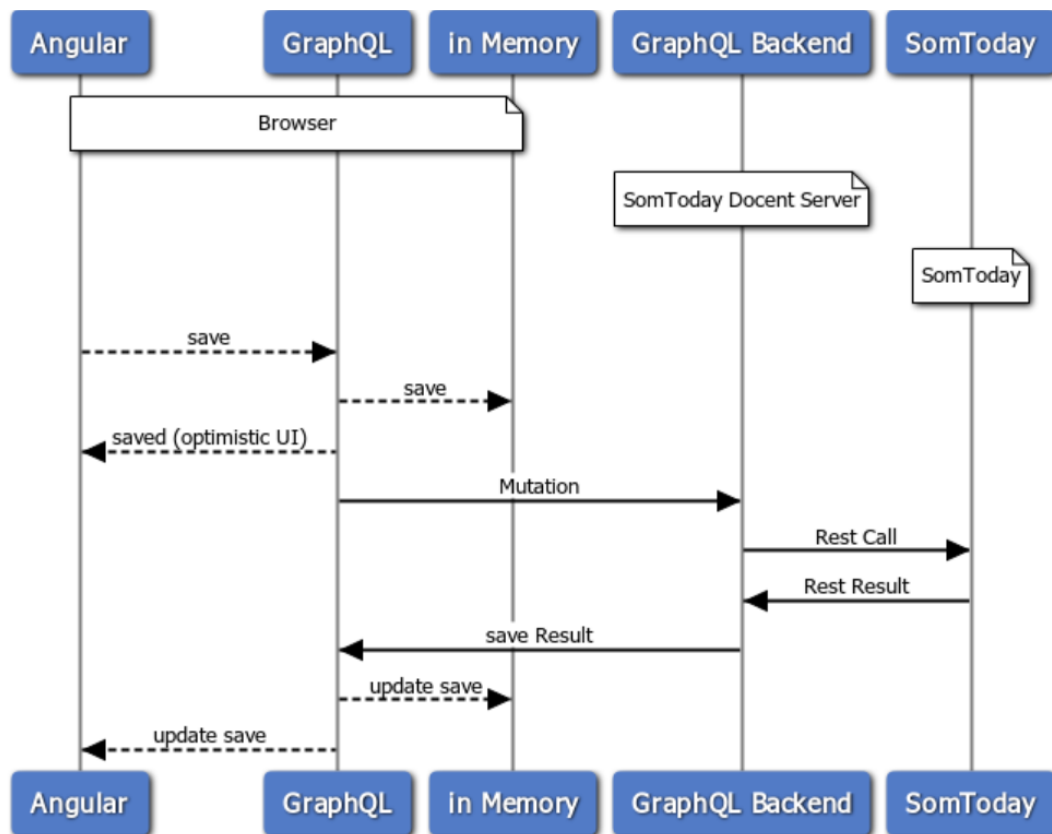 Angular
GraphQL
in Memory
GraphQL Backend
SomToday
Browser
SomToday Docent Server
SomToday
save
save
saved (optimistic UI)
Mutation
Rest Call
Rest Result
save Result
update save
update save
Angular
GraphQL
in Memory
GraphQL Backend
SomToday